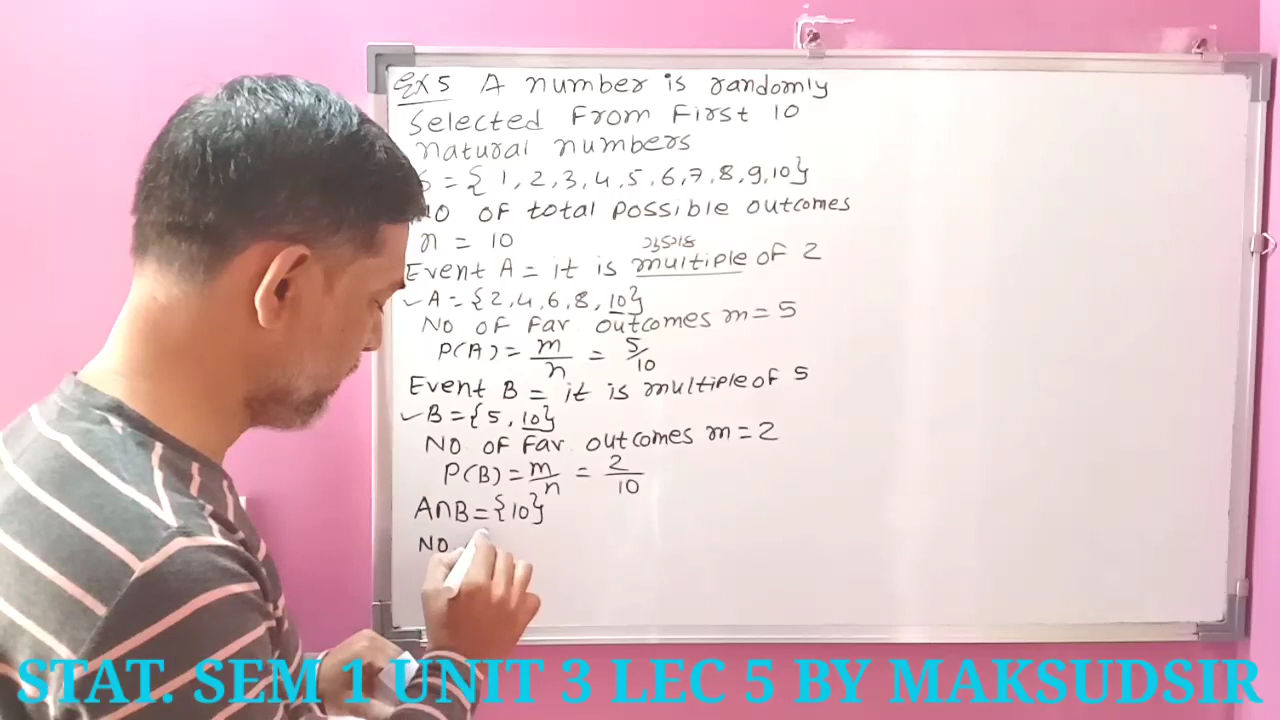 Ex 5 A number is randomly
Selected From First 10
Natural numbers
S = { 1, 2, 3, 4, 5, 6, 7, 8, 9, 10}
No of total possible outcomes
n = 10
Event A = it is multiple of 2
✓ A = {2, 4, 6, 8, 10}
No of Fav. outcomes m = 5
P(A) = m/n = 5/10
Event B = it is multiple of 5
✓ B = {5, 10}
No of Fav. outcomes m = 2
P(B) = m/n = 2/10
A∩B = {10}
No
STAT. SEM 1 UNIT 3 LEC 5 BY MAKSUDSIR